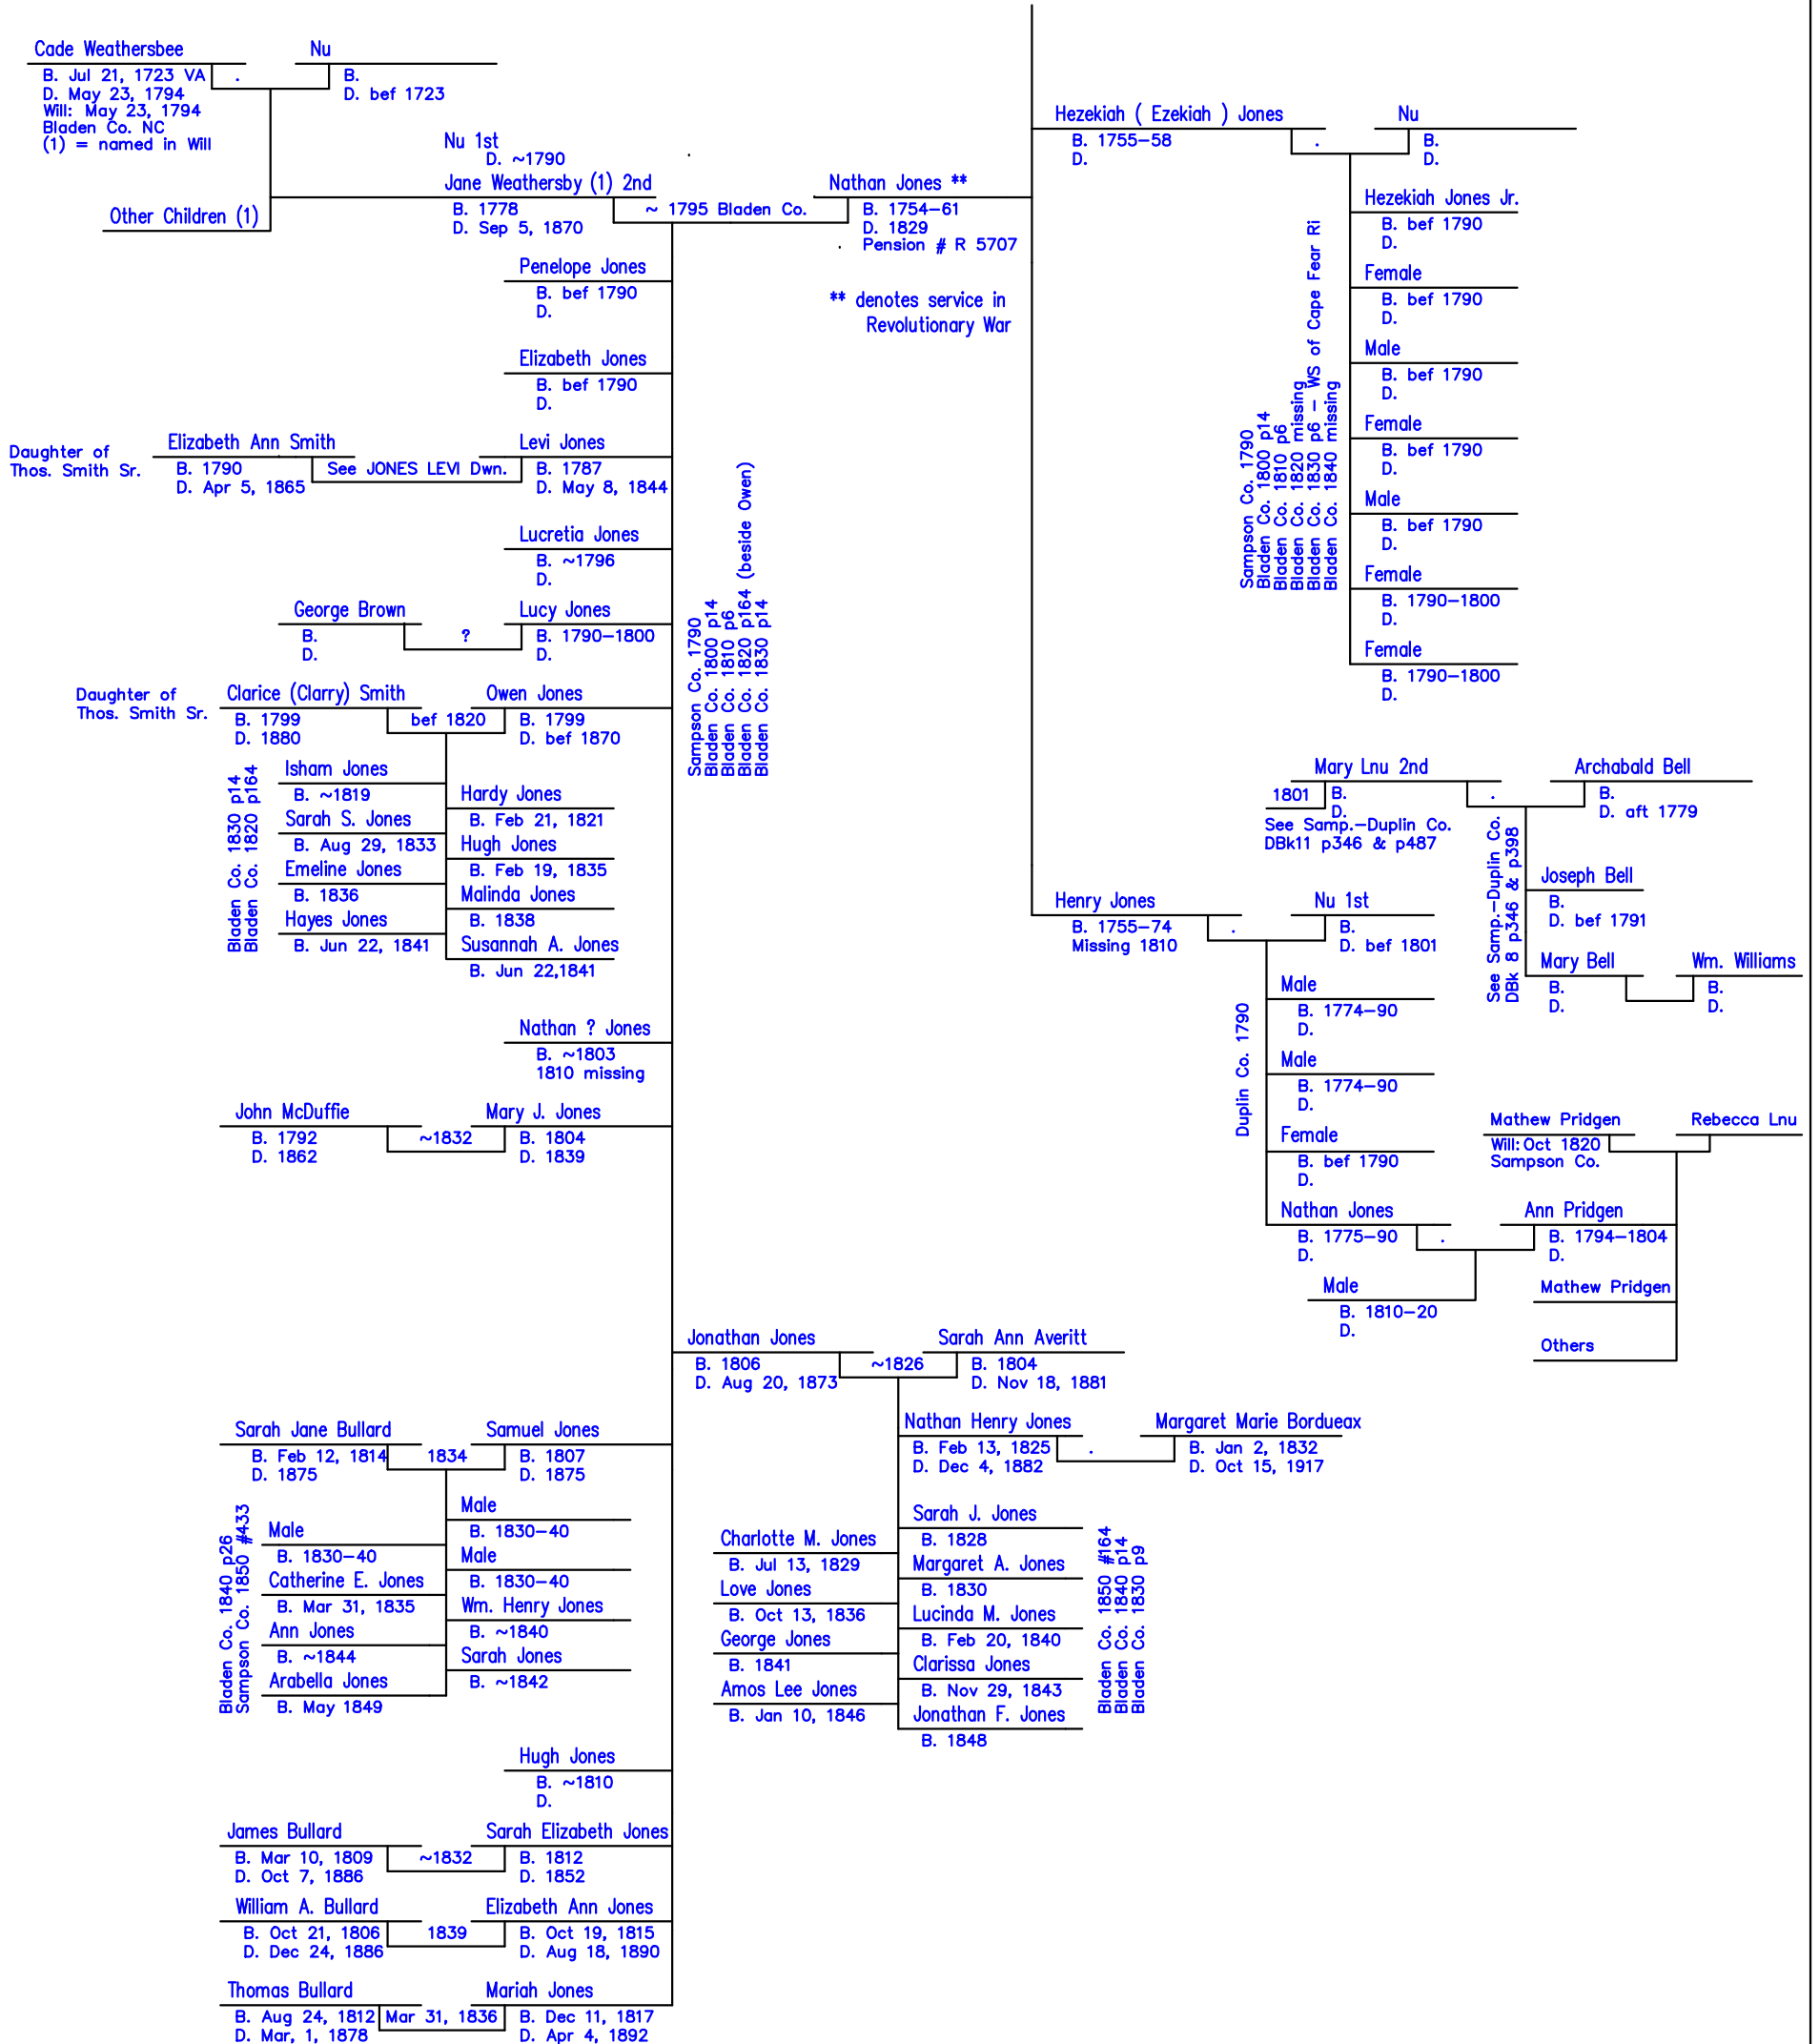 Cade Weathersbee
B. Jul 21, 1723 VA
D. May 23, 1794
Will: May 23, 1794
Bladen Co. NC
(1) = named in Will
.
Nu
B.
D. bef 1723
Other Children (1)
Nu 1st
D. ~1790
Jane Weathersby (1) 2nd
B. 1778
D. Sep 5, 1870
~ 1795 Bladen Co.
Nathan Jones **
B. 1754-61
D. 1829
Pension # R 5707
** denotes service in
Revolutionary War
Penelope Jones
B. bef 1790
D.
Elizabeth Jones
B. bef 1790
D.
Daughter of
Thos. Smith Sr.
Elizabeth Ann Smith
B. 1790
D. Apr 5, 1865
See JONES LEVI Dwn.
Levi Jones
B. 1787
D. May 8, 1844
Lucretia Jones
B. ~1796
D.
George Brown
B.
D.
?
Lucy Jones
B. 1790-1800
D.
Sampson Co. 1790
Bladen Co. 1800 p14
Bladen Co. 1810 p6
Bladen Co. 1820 p164 (beside Owen)
Bladen Co. 1830 p14
Daughter of
Thos. Smith Sr.
Clarice (Clarry) Smith
B. 1799
D. 1880
bef 1820
Owen Jones
B. 1799
D. bef 1870
Bladen Co. 1830 p14
Bladen Co. 1820 p164
Isham Jones
B. ~1819
Hardy Jones
B. Feb 21, 1821
Sarah S. Jones
B. Aug 29, 1833
Hugh Jones
B. Feb 19, 1835
Emeline Jones
B. 1836
Malinda Jones
B. 1838
Hayes Jones
B. Jun 22, 1841
Susannah A. Jones
B. Jun 22,1841
Nathan ? Jones
B. ~1803
1810 missing
John McDuffie
B. 1792
D. 1862
~1832
Mary J. Jones
B. 1804
D. 1839
Jonathan Jones
B. 1806
D. Aug 20, 1873
~1826
Sarah Ann Averitt
B. 1804
D. Nov 18, 1881
Nathan Henry Jones
B. Feb 13, 1825
D. Dec 4, 1882
.
Margaret Marie Bordueax
B. Jan 2, 1832
D. Oct 15, 1917
Sarah J. Jones
B. 1828
Charlotte M. Jones
B. Jul 13, 1829
Margaret A. Jones
B. 1830
Love Jones
B. Oct 13, 1836
Lucinda M. Jones
B. Feb 20, 1840
George Jones
B. 1841
Clarissa Jones
B. Nov 29, 1843
Amos Lee Jones
B. Jan 10, 1846
Jonathan F. Jones
B. 1848
Bladen Co. 1850 #164
Bladen Co. 1840 p14
Bladen Co. 1830 p9
Sarah Jane Bullard
B. Feb 12, 1814
D. 1875
1834
Samuel Jones
B. 1807
D. 1875
Bladen Co. 1840 p26
Sampson Co. 1850 #433
Male
B. 1830-40
Male
B. 1830-40
Male
B. 1830-40
Catherine E. Jones
B. Mar 31, 1835
Wm. Henry Jones
B. ~1840
Ann Jones
B. ~1844
Sarah Jones
B. ~1842
Arabella Jones
B. May 1849
Hugh Jones
B. ~1810
D.
James Bullard
B. Mar 10, 1809
D. Oct 7, 1886
~1832
Sarah Elizabeth Jones
B. 1812
D. 1852
William A. Bullard
B. Oct 21, 1806
D. Dec 24, 1886
1839
Elizabeth Ann Jones
B. Oct 19, 1815
D. Aug 18, 1890
Thomas Bullard
B. Aug 24, 1812
D. Mar, 1, 1878
Mar 31, 1836
Mariah Jones
B. Dec 11, 1817
D. Apr 4, 1892
Hezekiah ( Ezekiah ) Jones
B. 1755-58
D.
.
Nu
B.
D.
Hezekiah Jones Jr.
B. bef 1790
D.
Female
B. bef 1790
D.
Male
B. bef 1790
D.
Female
B. bef 1790
D.
Male
B. bef 1790
D.
Female
B. 1790-1800
D.
Female
B. 1790-1800
D.
Sampson Co. 1790
Bladen Co. 1800 p14
Bladen Co. 1810 p6
Bladen Co. 1820 missing
Bladen Co. 1830 p6 - WS of Cape Fear Ri
Bladen Co. 1840 missing
Mary Lnu 2nd
1801
B.
D.
See Samp.-Duplin Co.
DBk11 p346 & p487
.
Archabald Bell
B.
D. aft 1779
See Samp.-Duplin Co.
DBk 8 p346 & p398
Joseph Bell
B.
D. bef 1791
Mary Bell
B.
D.
Wm. Williams
B.
D.
Henry Jones
B. 1755-74
Missing 1810
.
Nu 1st
B.
D. bef 1801
Duplin Co. 1790
Male
B. 1774-90
D.
Male
B. 1774-90
D.
Female
B. bef 1790
D.
Nathan Jones
B. 1775-90
D.
.
Ann Pridgen
B. 1794-1804
D.
Male
B. 1810-20
D.
Mathew Pridgen
Will: Oct 1820
Sampson Co.
Rebecca Lnu
Mathew Pridgen
Others